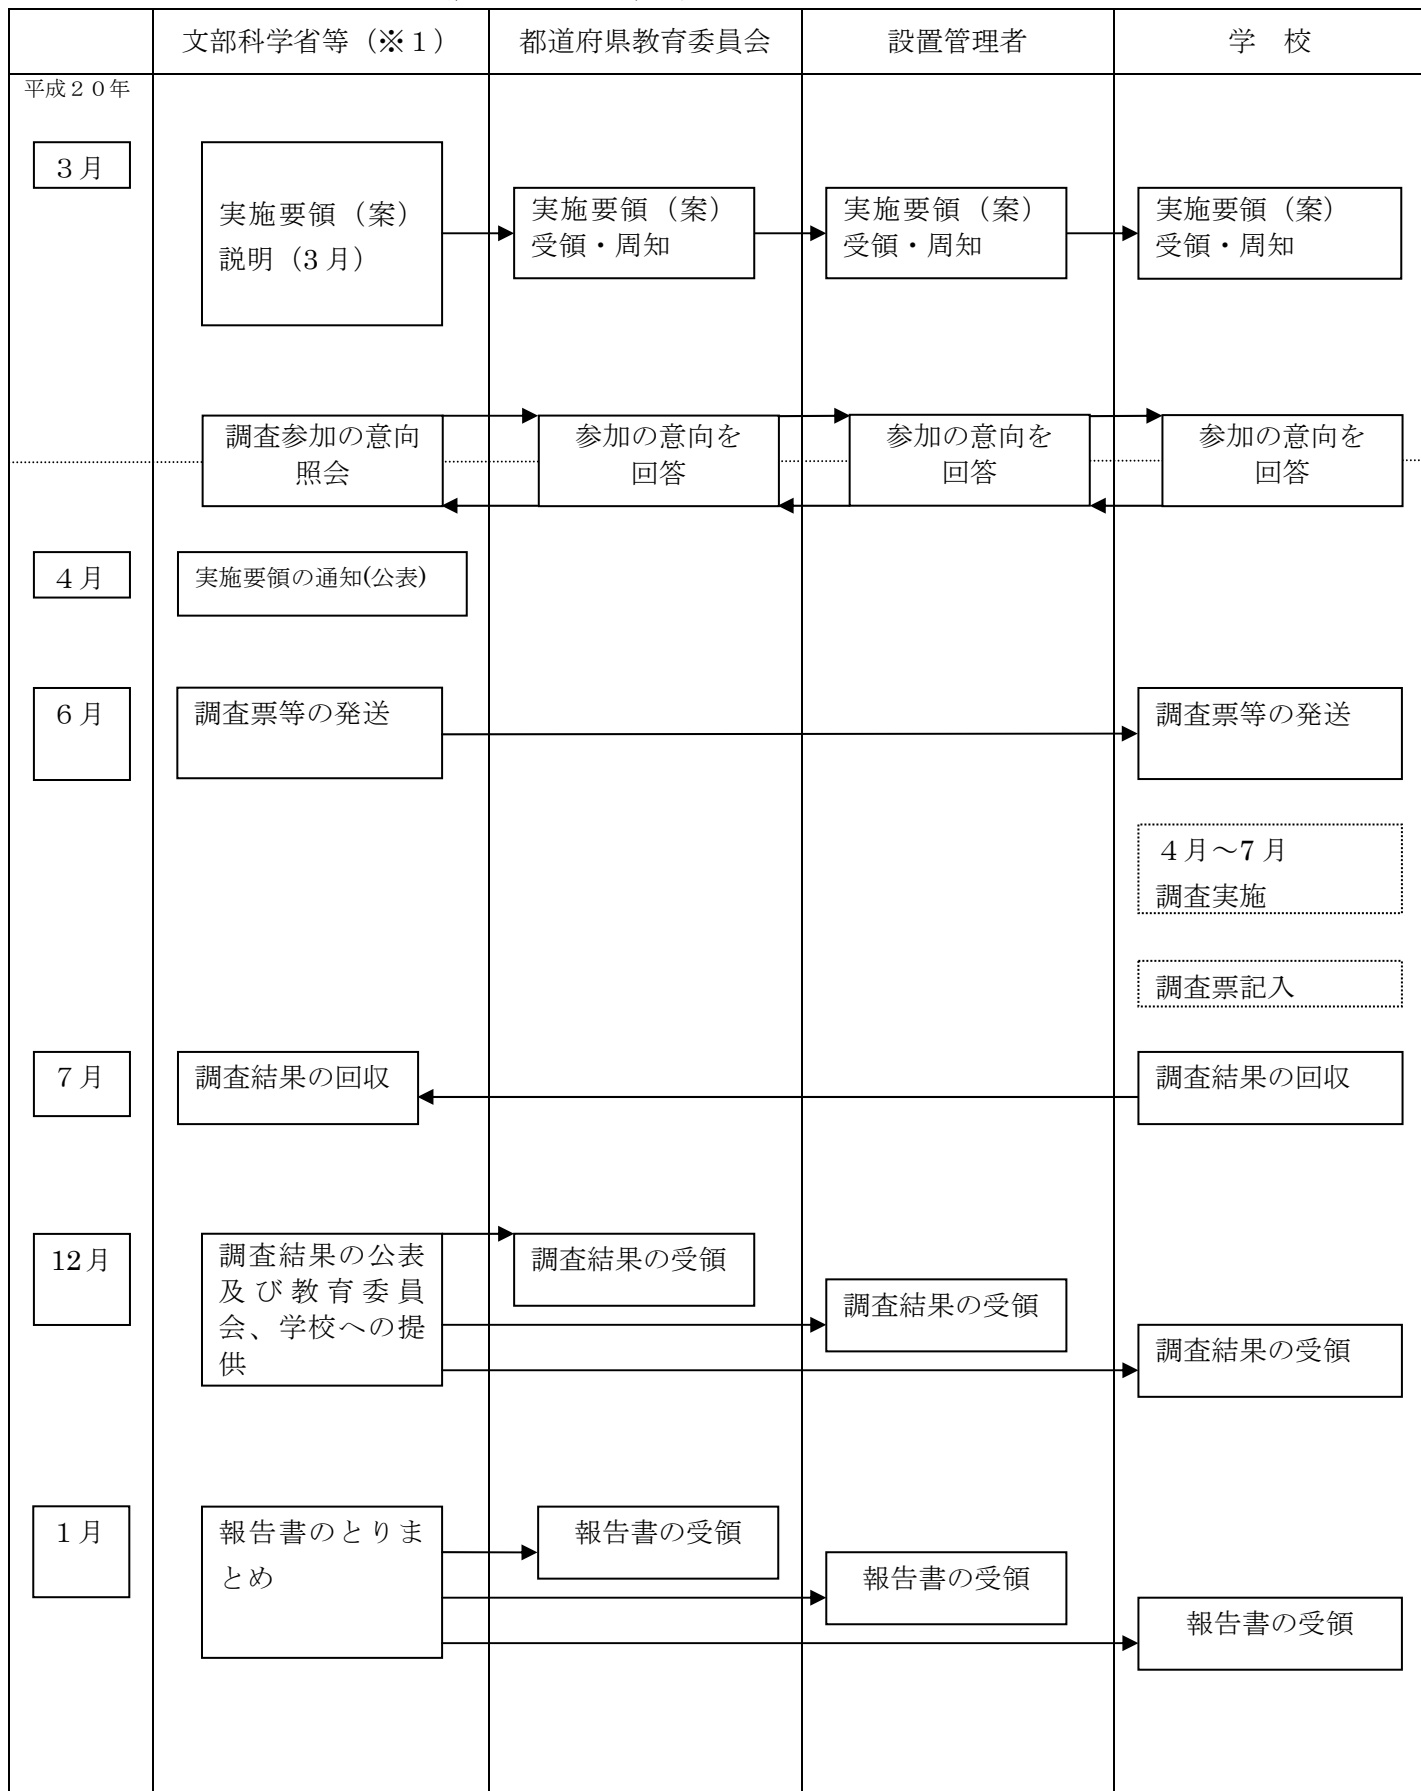 文部科学省等（※１） 都道府県教育委員会 設置管理者 学　校
平成２０年
３月
実施要領（案）
説明（3 月）
実施要領（案）
受領・周知
実施要領（案）
受領・周知
実施要領（案）
受領・周知
調査参加の意向
照会
参加の意向を
回答
参加の意向を
回答
参加の意向を
回答
４月
実施要領の通知(公表)
６月
調査票等の発送
調査票等の発送
４月～7 月
調査実施
調査票記入
７月
調査結果の回収
調査結果の回収
12 月
調査結果の公表
及び教育委員
会、学校への提
供
調査結果の受領
調査結果の受領
調査結果の受領
１月
報告書のとりま
とめ
報告書の受領
報告書の受領
報告書の受領